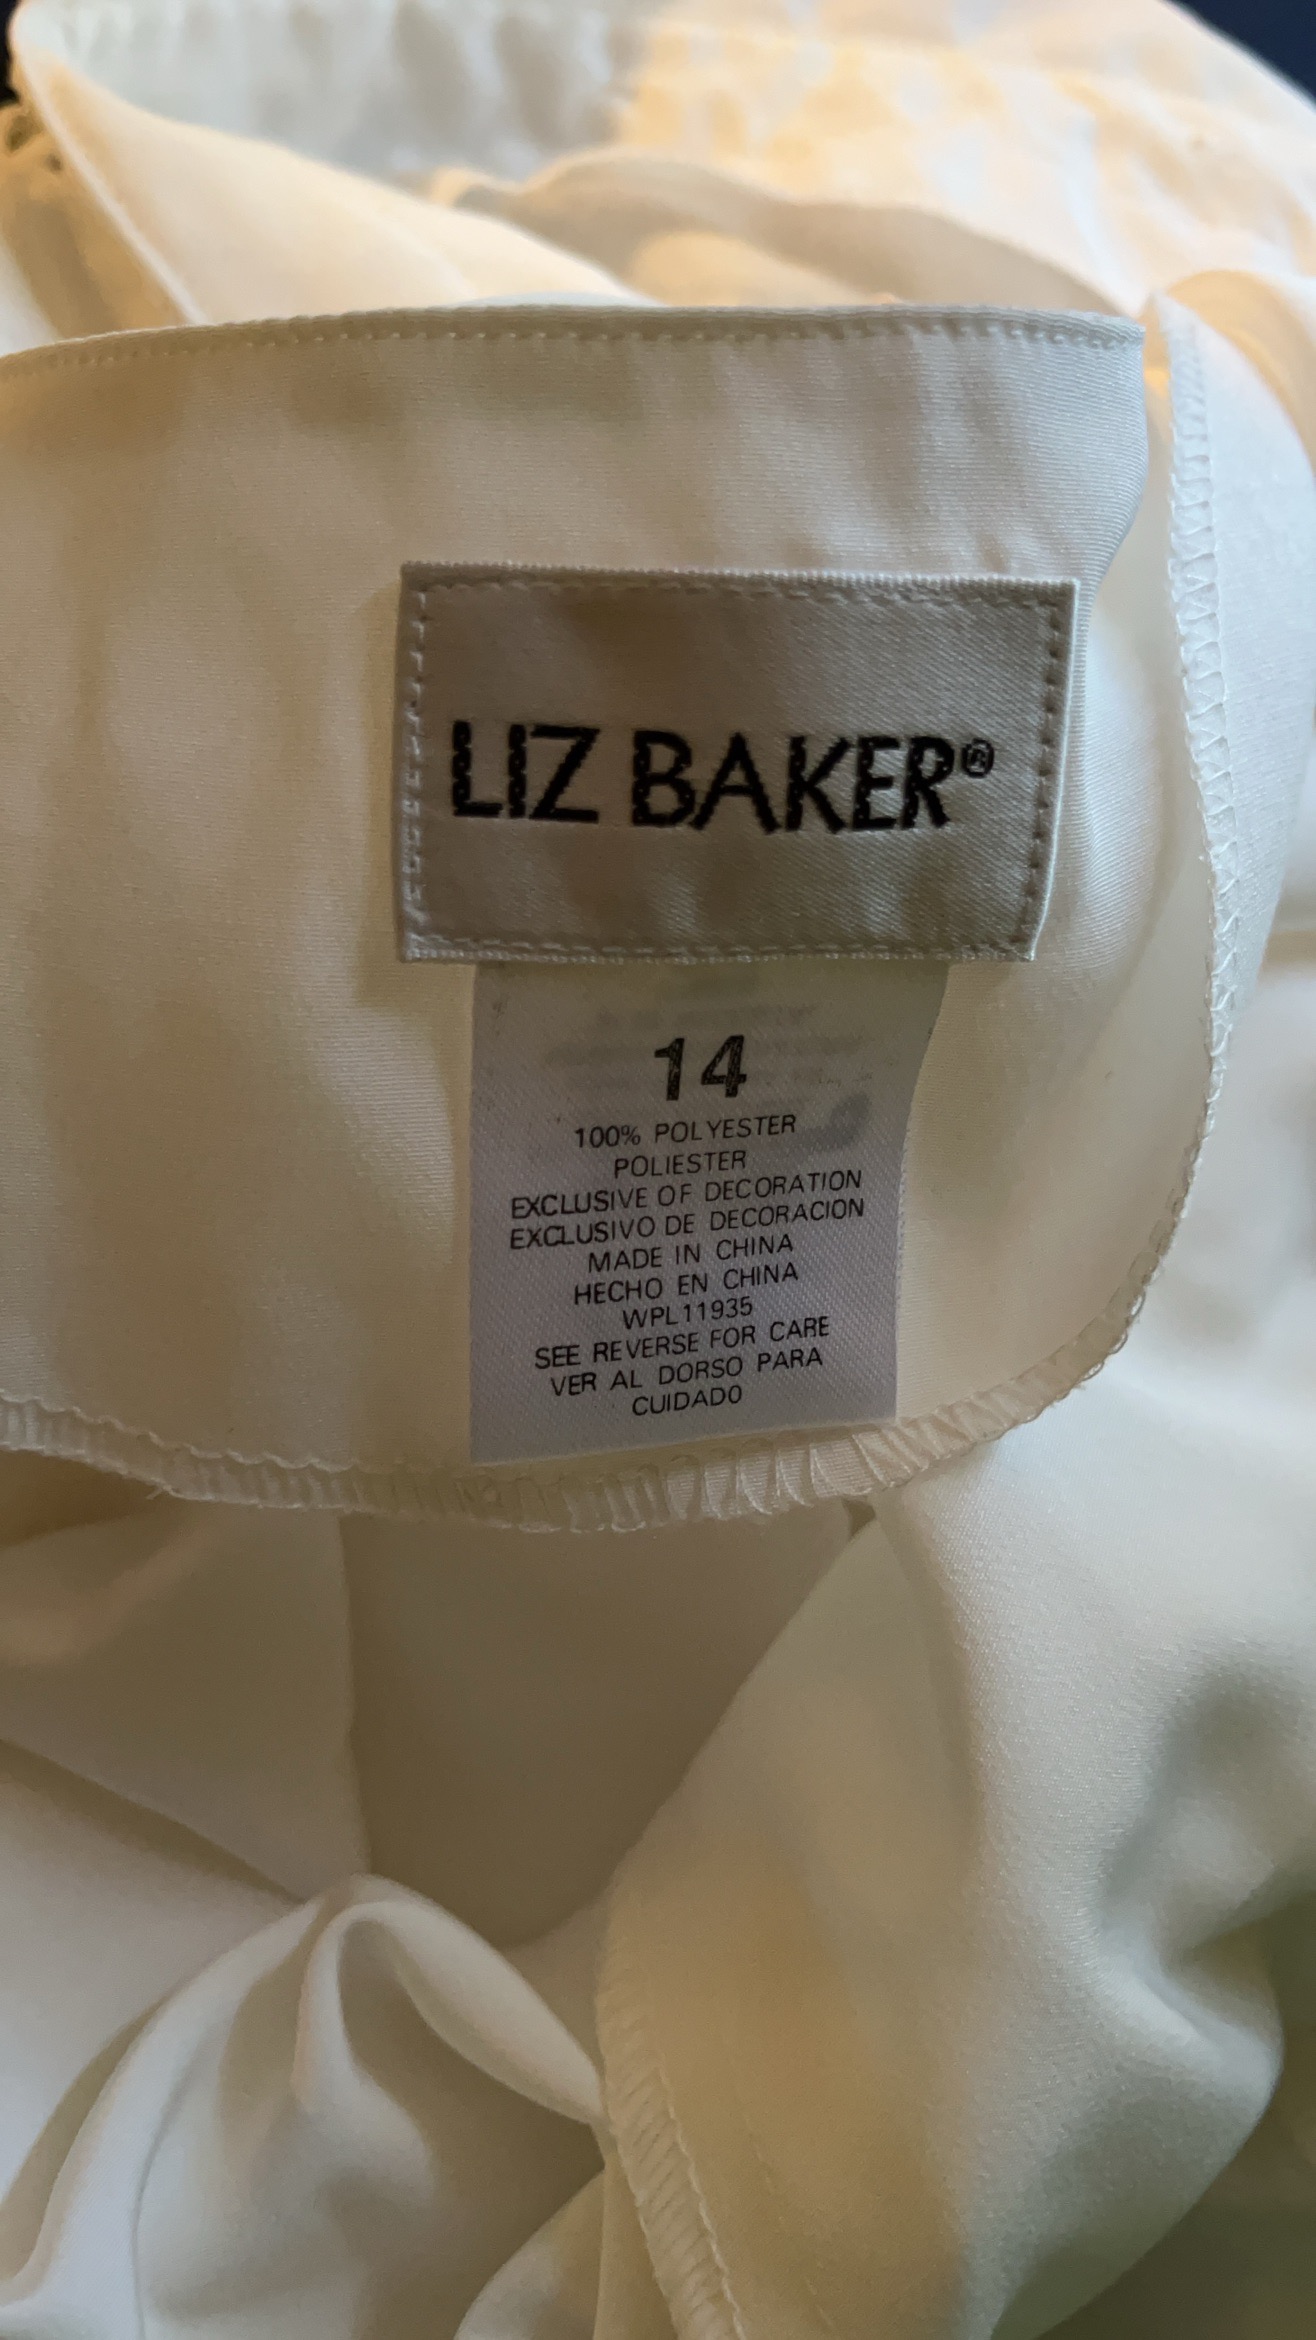 LIZ BAKER®
14
100% POLYESTER
POLIESTER
EXCLUSIVE OF DECORATION
EXCLUSIVO DE DECORACION
MADE IN CHINA
HECHO EN CHINA
WPL11935
SEE REVERSE FOR CARE
VER AL DORSO PARA
CUIDADO